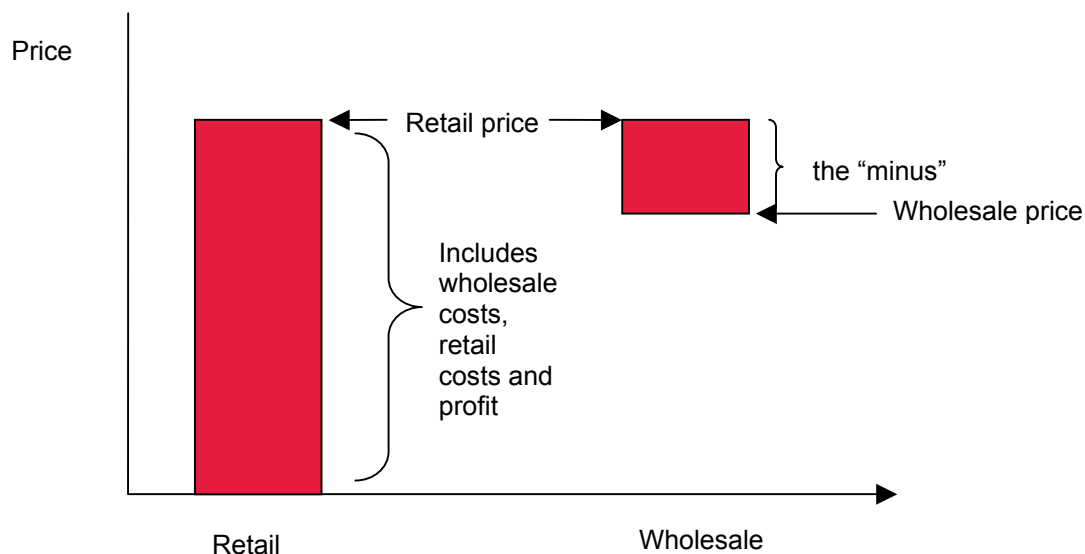 Price
Retail price
the “minus”
Wholesale price
Includes
wholesale
costs,
retail
costs and
profit
Retail
Wholesale